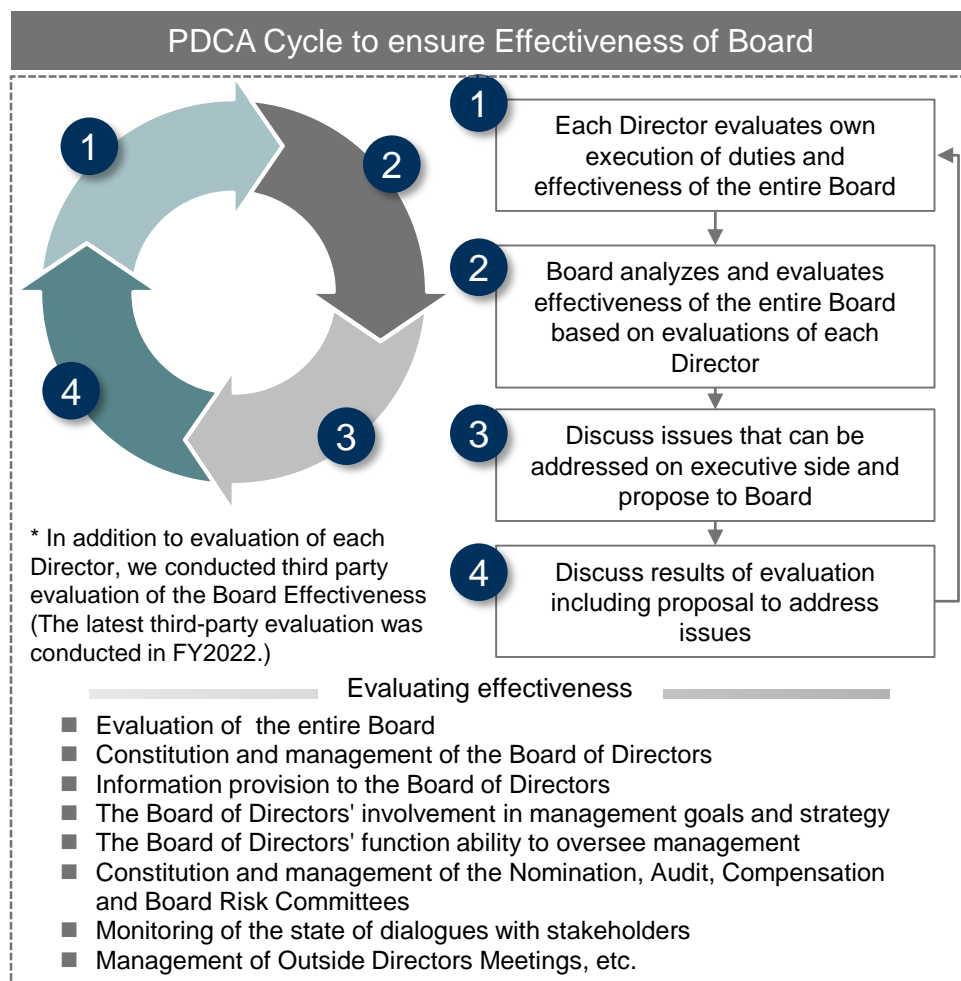 PDCA Cycle to ensure Effectiveness of Board
1
2
3
4
1
Each Director evaluates own
execution of duties and
effectiveness of the entire Board
2
Board analyzes and evaluates
effectiveness of the entire Board
based on evaluations of each
Director
3
Discuss issues that can be
addressed on executive side and
propose to Board
4
Discuss results of evaluation
including proposal to address
issues
* In addition to evaluation of each
Director, we conducted third party
evaluation of the Board Effectiveness
(The latest third-party evaluation was
conducted in FY2022.)
Evaluating effectiveness
■ Evaluation of the entire Board
■ Constitution and management of the Board of Directors
■ Information provision to the Board of Directors
■ The Board of Directors' involvement in management goals and strategy
■ The Board of Directors' function ability to oversee management
■ Constitution and management of the Nomination, Audit, Compensation
and Board Risk Committees
■ Monitoring of the state of dialogues with stakeholders
■ Management of Outside Directors Meetings, etc.